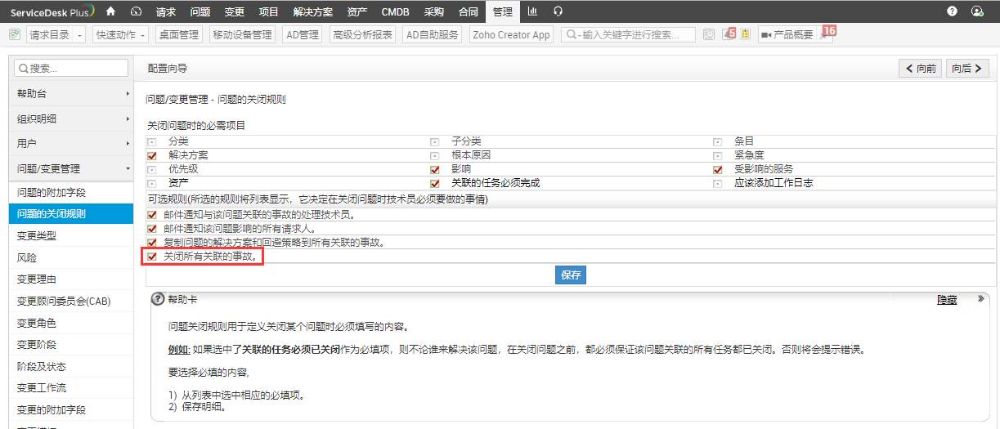 ServiceDesk Plus 请求 问题 变更 项目 解决方案 资产 CMDB 采购 合同 管理
请求目录 快速动作 桌面管理 移动设备管理 AD管理 高级分析报表 AD自助服务 Zoho Creator App 输入关键字进行搜索... 5 产品概要 16
搜索...
帮助台
组织明细
用户
问题/变更管理
问题的附加字段
问题的关闭规则
变更类型
风险
变更理由
变更顾问委员会(CAB)
变更角色
变更阶段
阶段及状态
变更工作流
变更的附加字段
配置向导 向前 向后
问题/变更管理 - 问题的关闭规则
关闭问题时的必需项目
分类 子分类 条目
解决方案 根本原因 紧急度
优先级 影响 受影响的服务
资产 关联的任务必须完成 应该添加工作日志
可选规则(所选的规则将列表显示，它决定在关闭问题时技术员必须要做的事情)
邮件通知与该问题关联的事故的处理技术员。
邮件通知该问题影响的所有请求人。
复制问题的解决方案和回避策略到所有关联的事故。
关闭所有关联的事故。
保存
帮助卡 隐藏
问题关闭规则用于定义关闭某个问题时必须填写的内容。
例如: 如果选中了关联的任务必须已关闭作为必填项，则不论谁来解决该问题，在关闭问题之前，都必须保证该问题关联的所有任务都已关闭。否则将会提示错误。
要选择必填的内容,
1) 从列表中选中相应的必填项。
2) 保存明细。